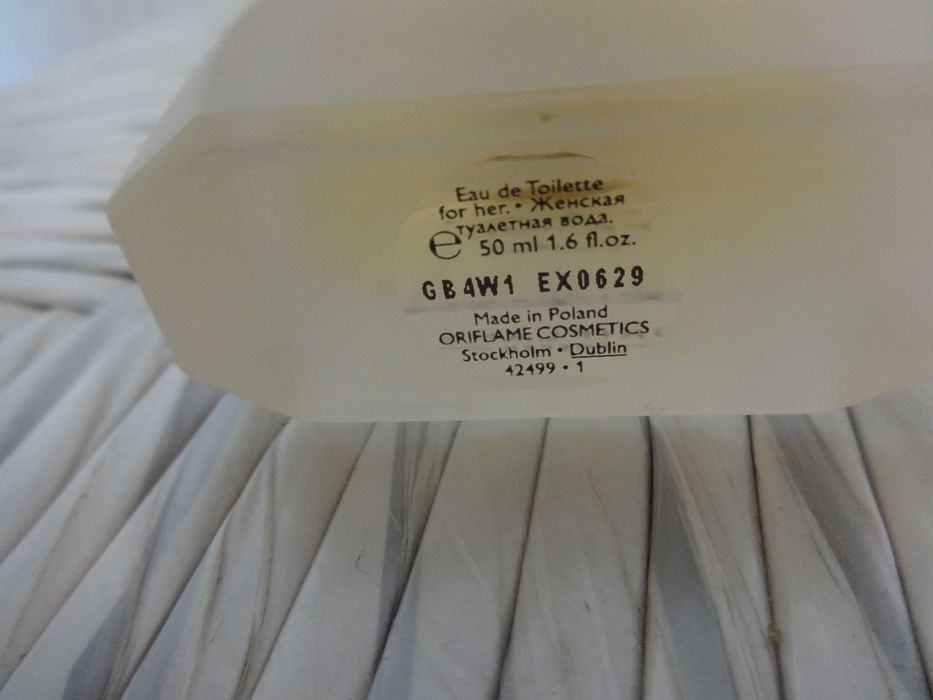 Eau de Toilette
for her. • Женская
туалетная вода.
℮ 50 ml 1.6 fl.oz.
GB4W1 EX0629
Made in Poland
ORIFLAME COSMETICS
Stockholm • Dublin
42499 • 1